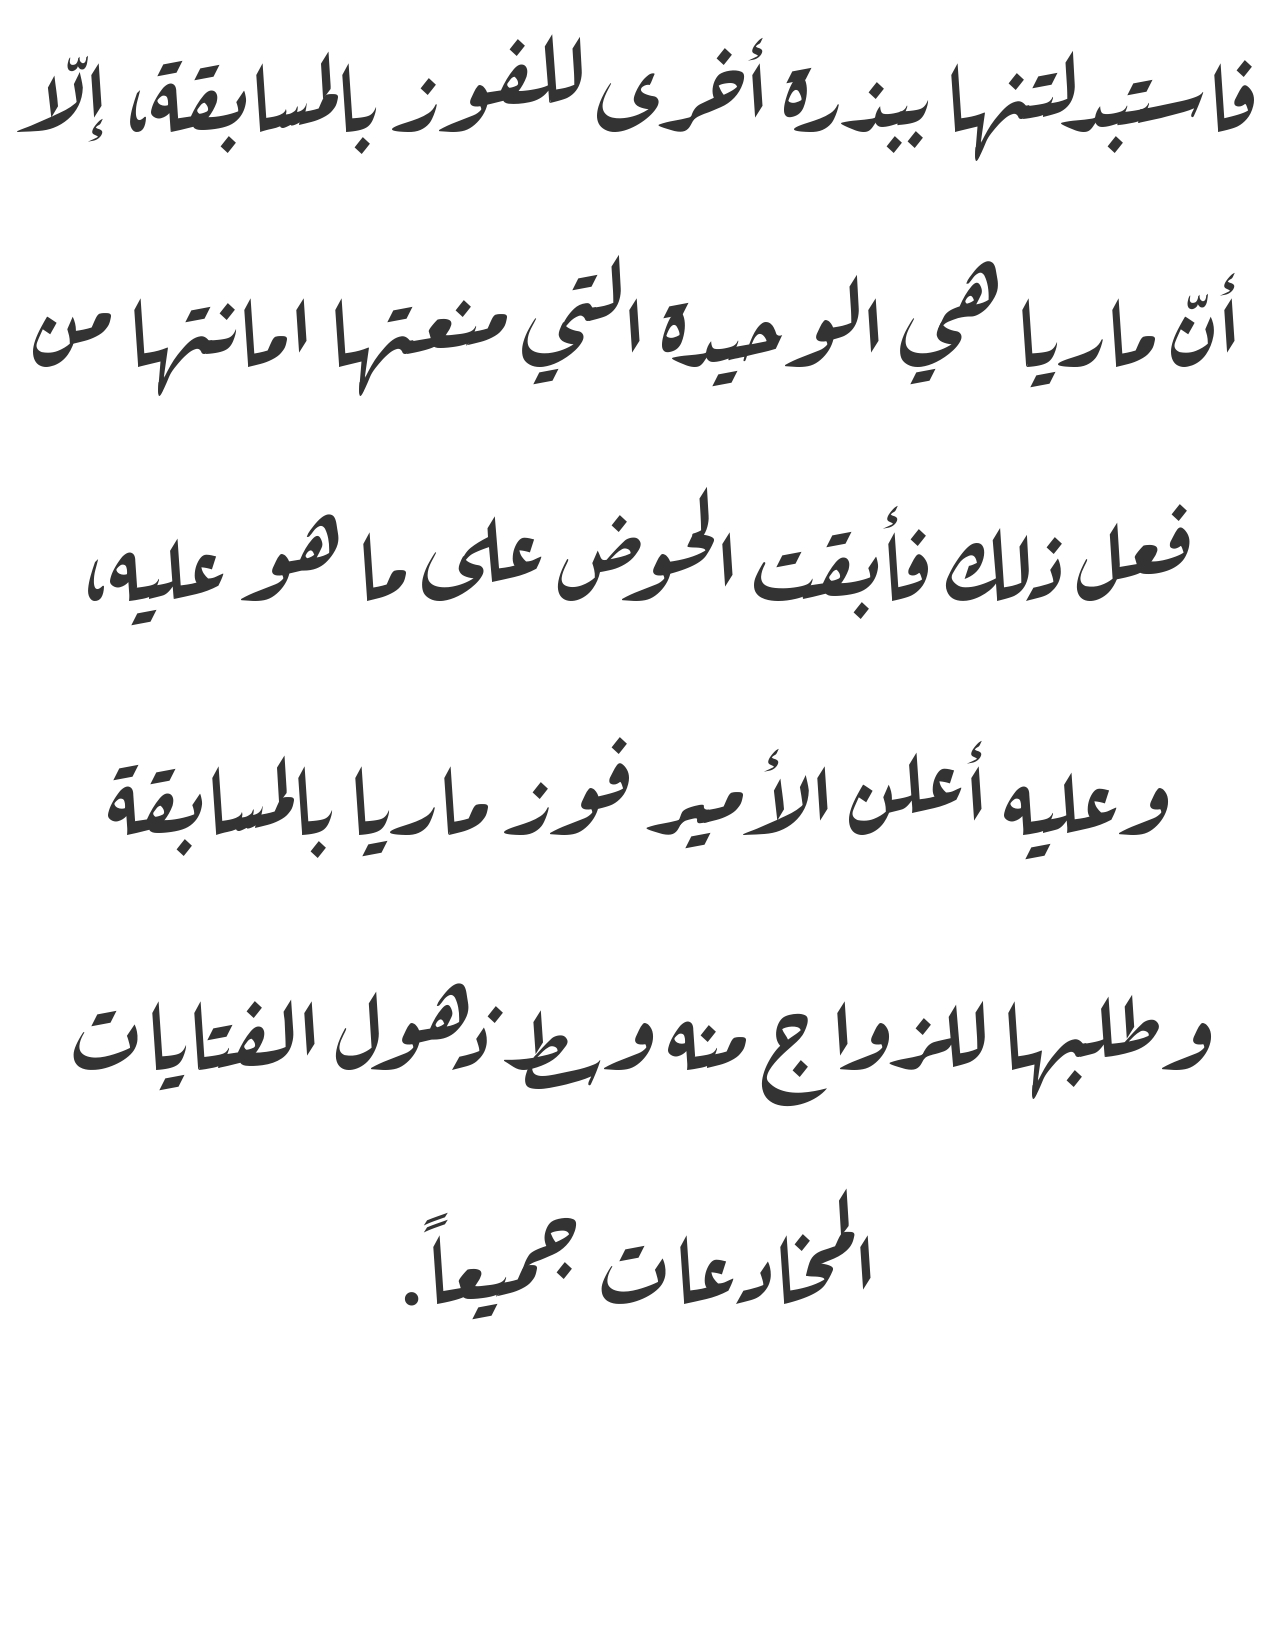 فاستبدلتنها ببذرة أخرى للفوز بالمسابقة، إلّا
أنّ ماريا هي الوحيدة التي منعتها امانتها من
فعل ذلك فأبقت الحوض على ما هو عليه،
وعليه أعلن الأمير فوز ماريا بالمسابقة
وطلبها للزواج منه وسط ذهول الفتايات
المخادعات جميعاً.